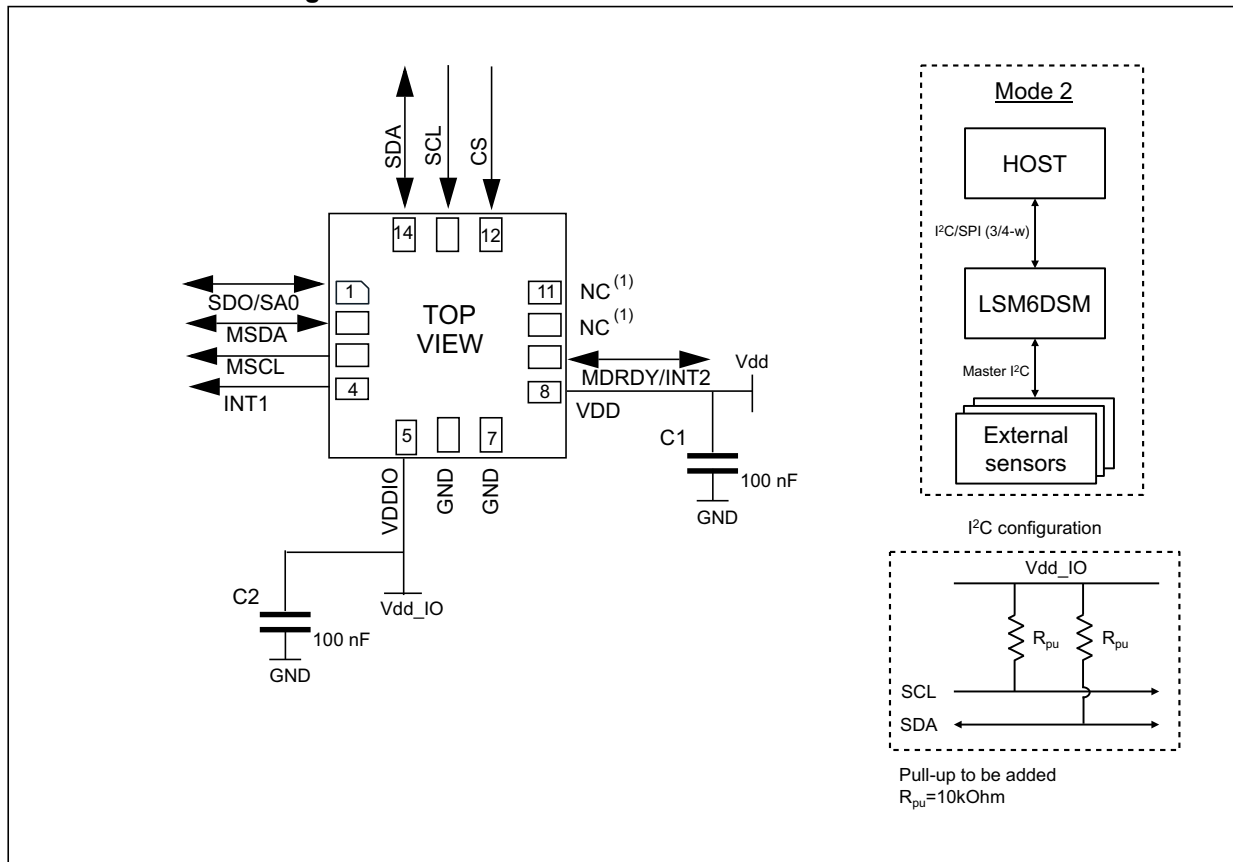 g
SDA
SCL
CS
14
12
1
SDO/SA0
MSDA
MSCL
INT1
4
TOP
VIEW
11
NC (1)
NC (1)
MDRDY/INT2
Vdd
8
VDD
5
7
VDDIO
GND
GND
C1
100 nF
GND
C2
100 nF
GND
Vdd_IO
Mode 2
HOST
I²C/SPI (3/4-w)
LSM6DSM
Master I²C
External
sensors
I²C configuration
Vdd_IO
Rpu
Rpu
SCL
SDA
Pull-up to be added
Rpu=10kOhm